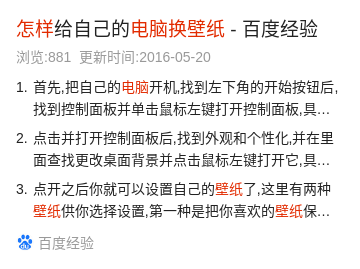 怎样给自己的电脑换壁纸 - 百度经验
浏览:881 更新时间:2016-05-20
1. 首先,把自己的电脑开机,找到左下角的开始按钮后,
找到控制面板并单击鼠标左键打开控制面板,具...
2. 点击并打开控制面板后,找到外观和个性化,并在里
面查找更改桌面背景并点击鼠标左键打开它,具...
3. 点开之后你就可以设置自己的壁纸了,这里有两种
壁纸供你选择设置,第一种是把你喜欢的壁纸保...
百度经验